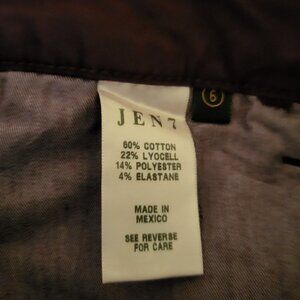 JEN7
60% COTTON
22% LYOCELL
14% POLYESTER
4% ELASTANE
MADE IN
MEXICO
SEE REVERSE
FOR CARE
6